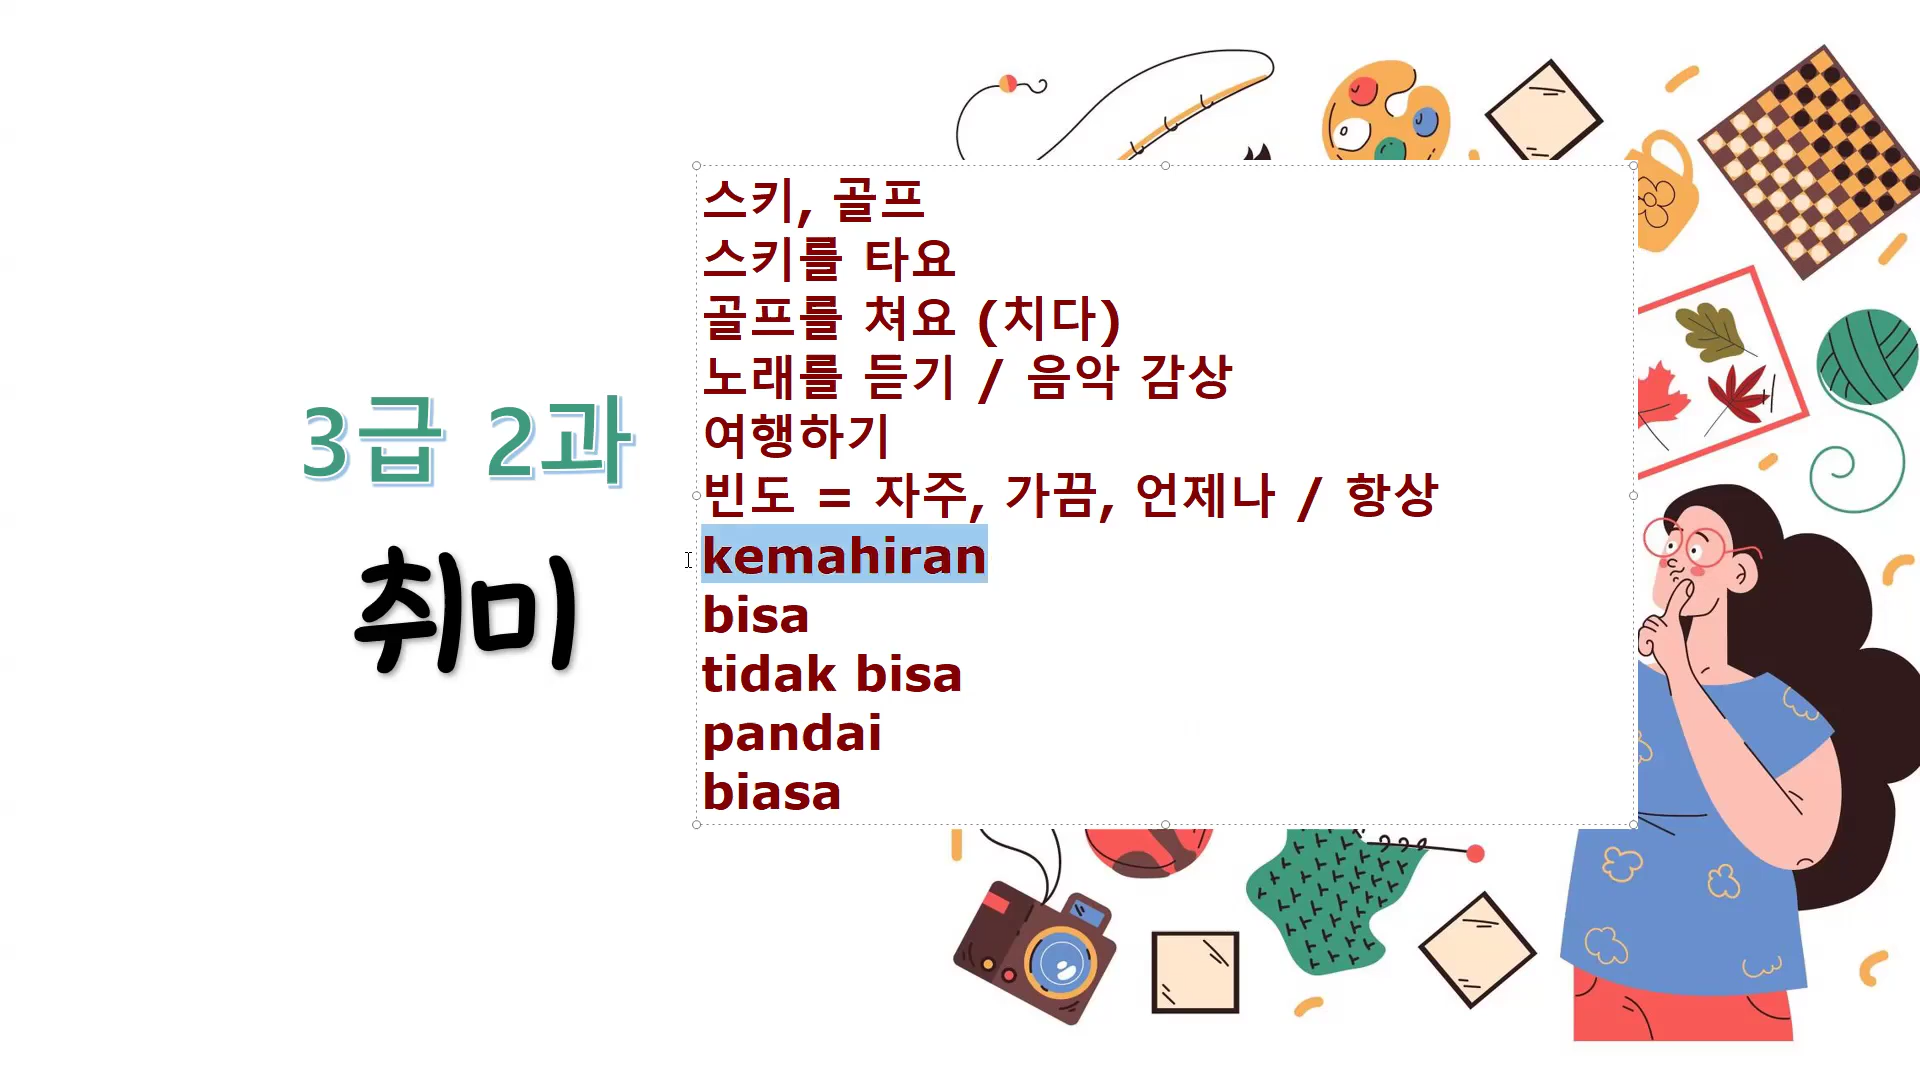 3급 2과
취미
스키, 골프
스키를 타요
골프를 쳐요 (치다)
노래를 듣기 / 음악 감상
여행하기
빈도 = 자주, 가끔, 언제나 / 항상
kemahiran
bisa
tidak bisa
pandai
biasa